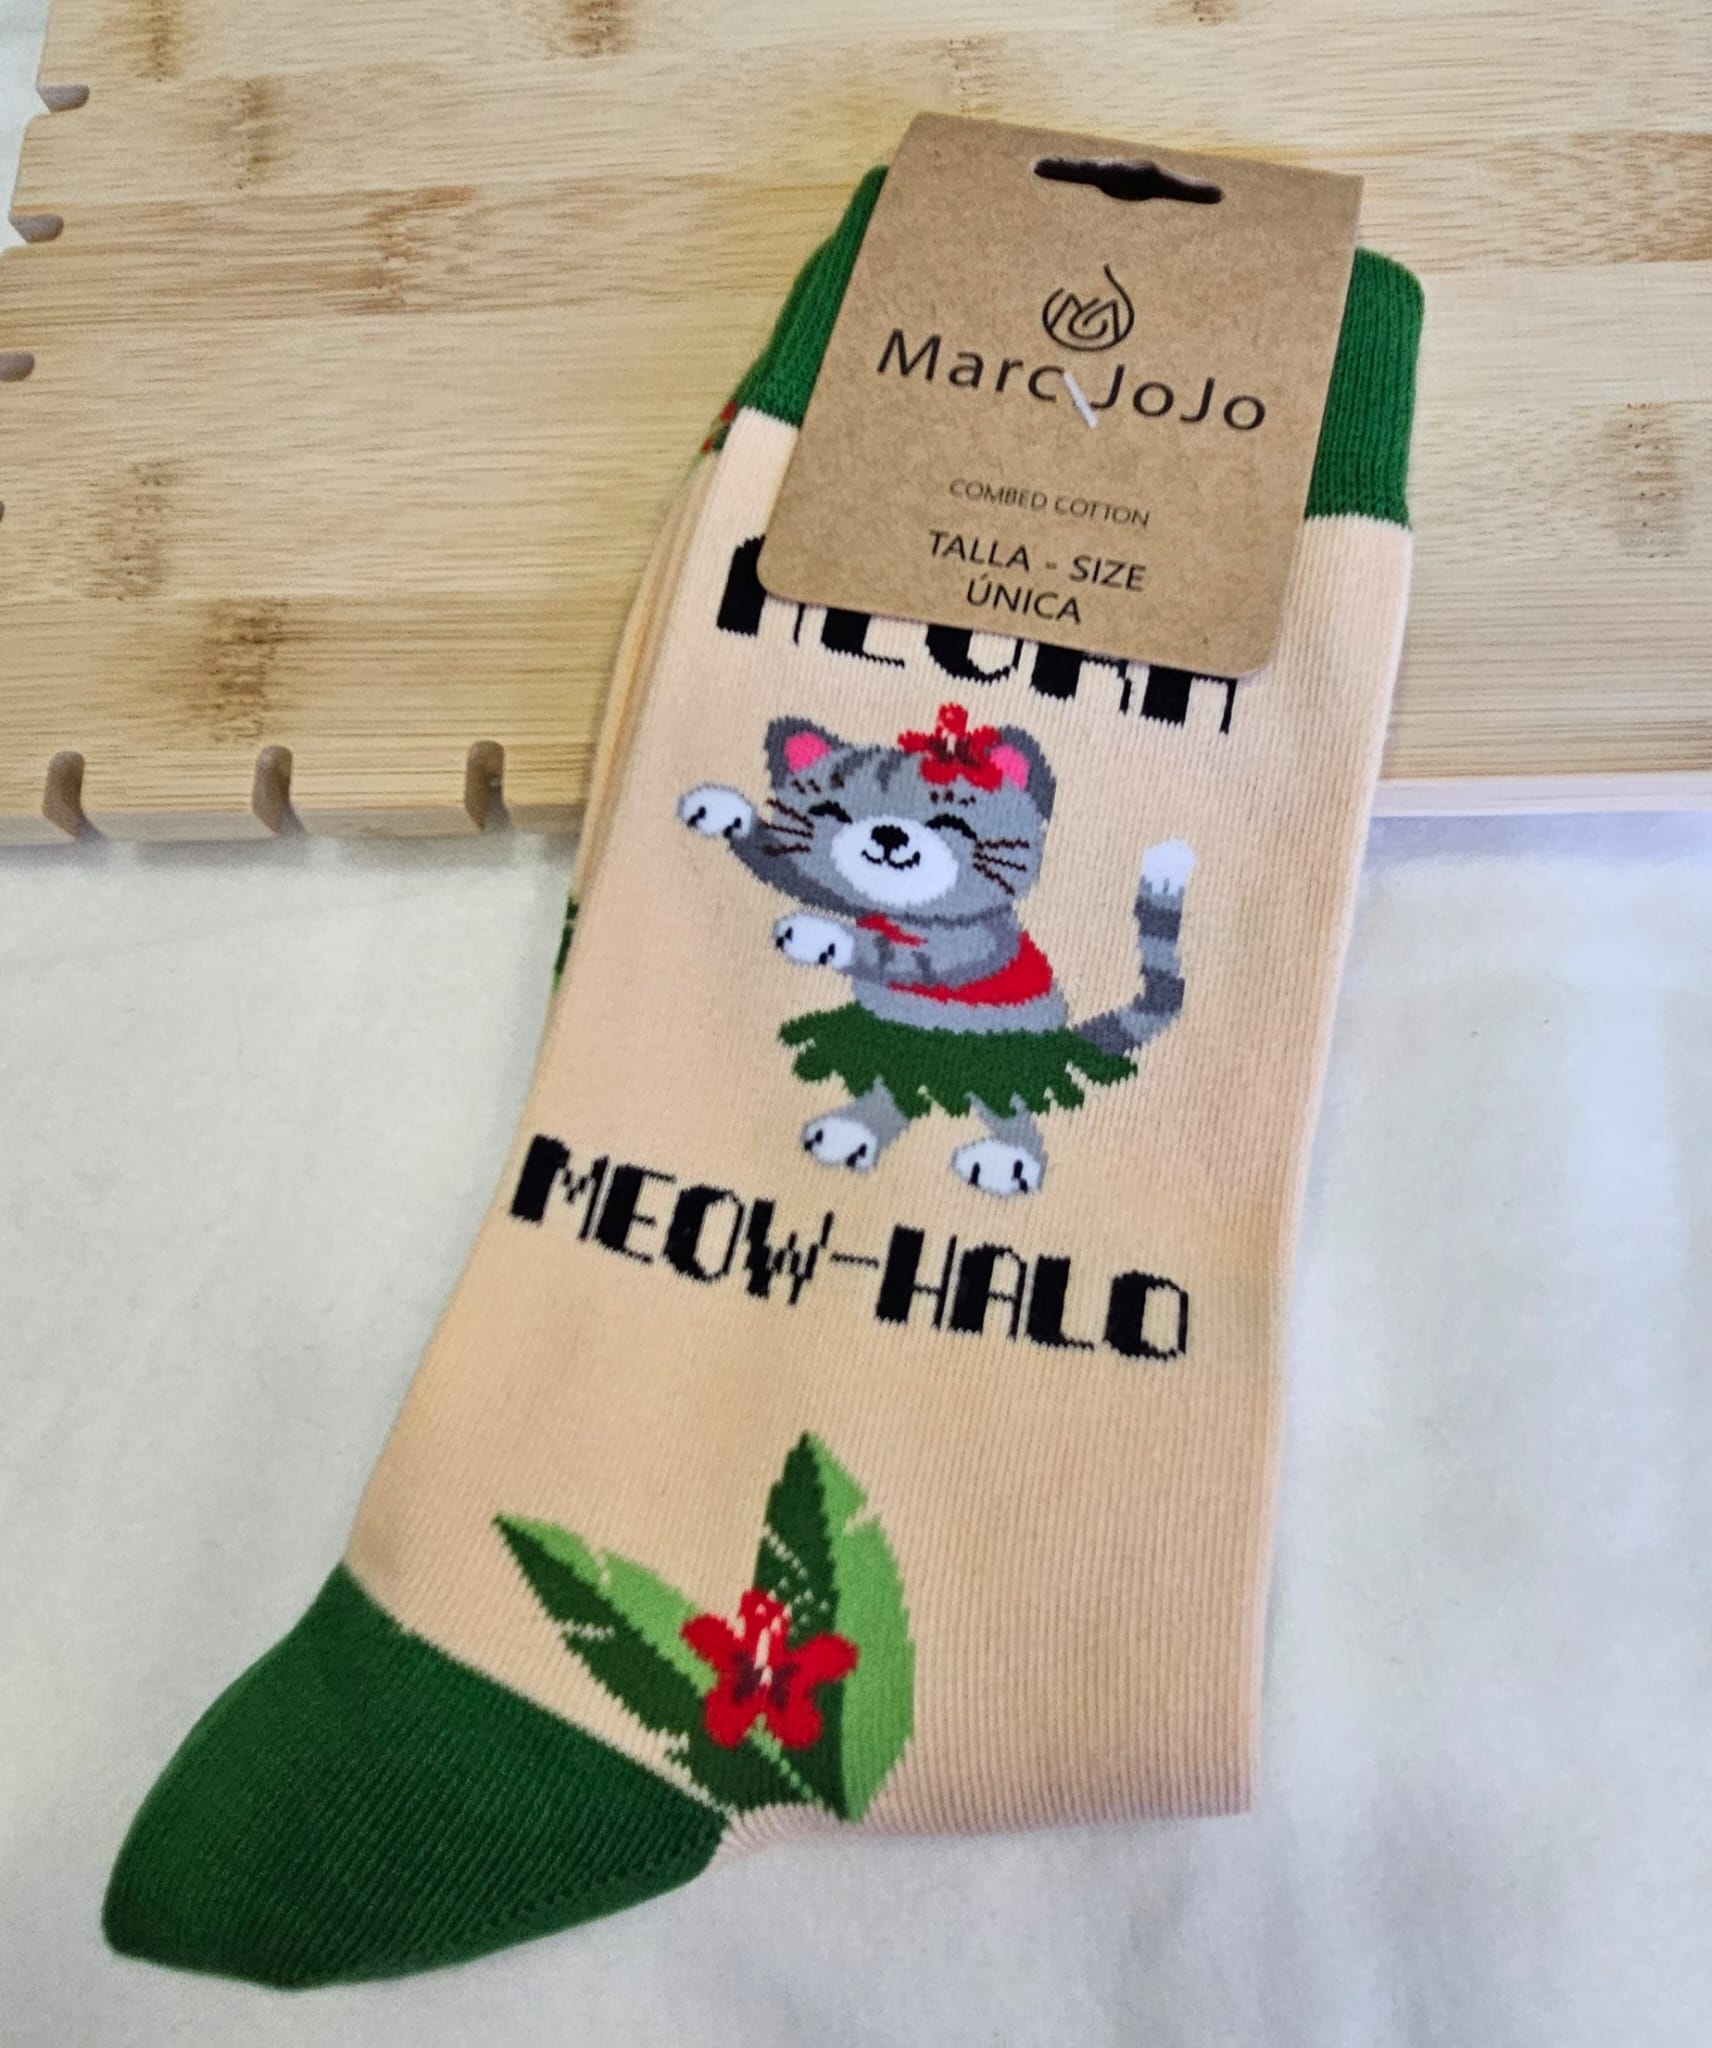 Marc JoJo
COMBED COTTON
TALLA - SIZE
ÚNICA
MEOW-HALO